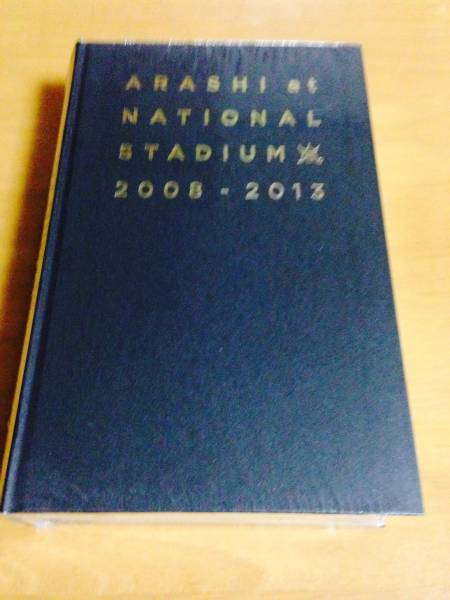 ARASHI at
NATIONAL
STADIUM
2008 - 2013